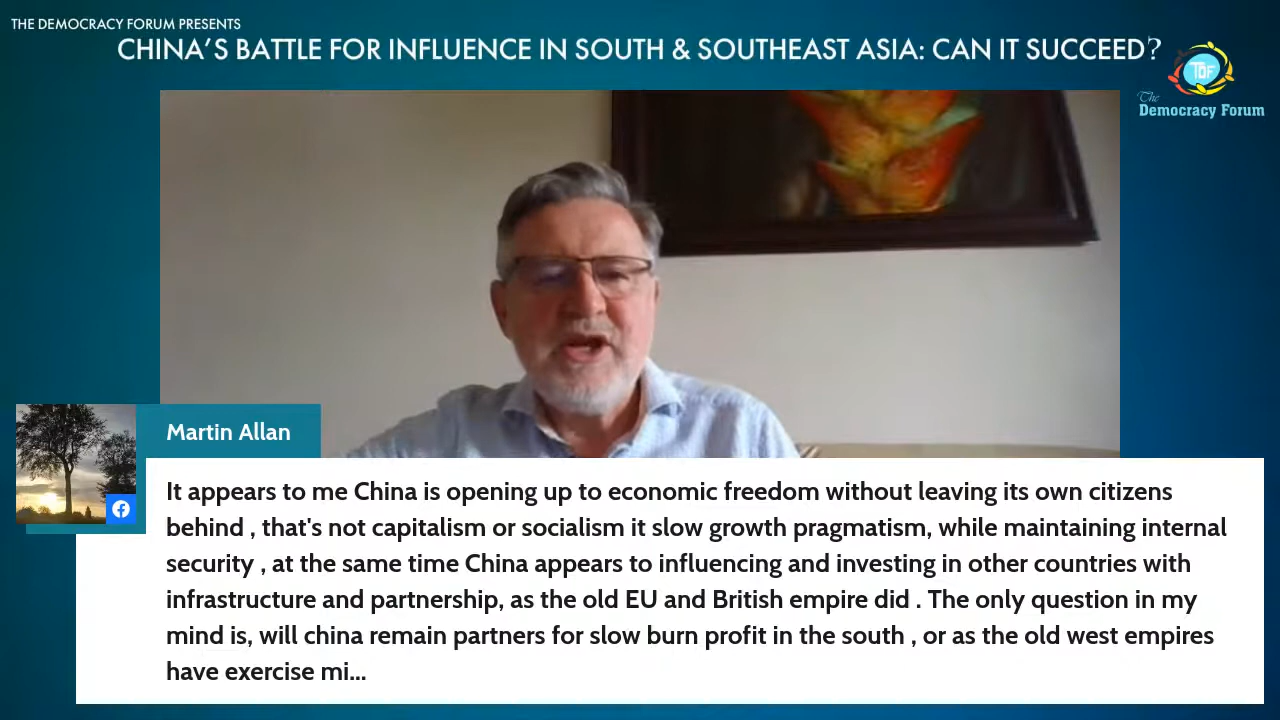 THE DEMOCRACY FORUM PRESENTS
CHINA'S BATTLE FOR INFLUENCE IN SOUTH & SOUTHEAST ASIA: CAN IT SUCCEED?
TDF
The
Democracy Forum
Martin Allan
It appears to me China is opening up to economic freedom without leaving its own citizens
behind , that's not capitalism or socialism it slow growth pragmatism, while maintaining internal
security , at the same time China appears to influencing and investing in other countries with
infrastructure and partnership, as the old EU and British empire did . The only question in my
mind is, will china remain partners for slow burn profit in the south , or as the old west empires
have exercise mi...